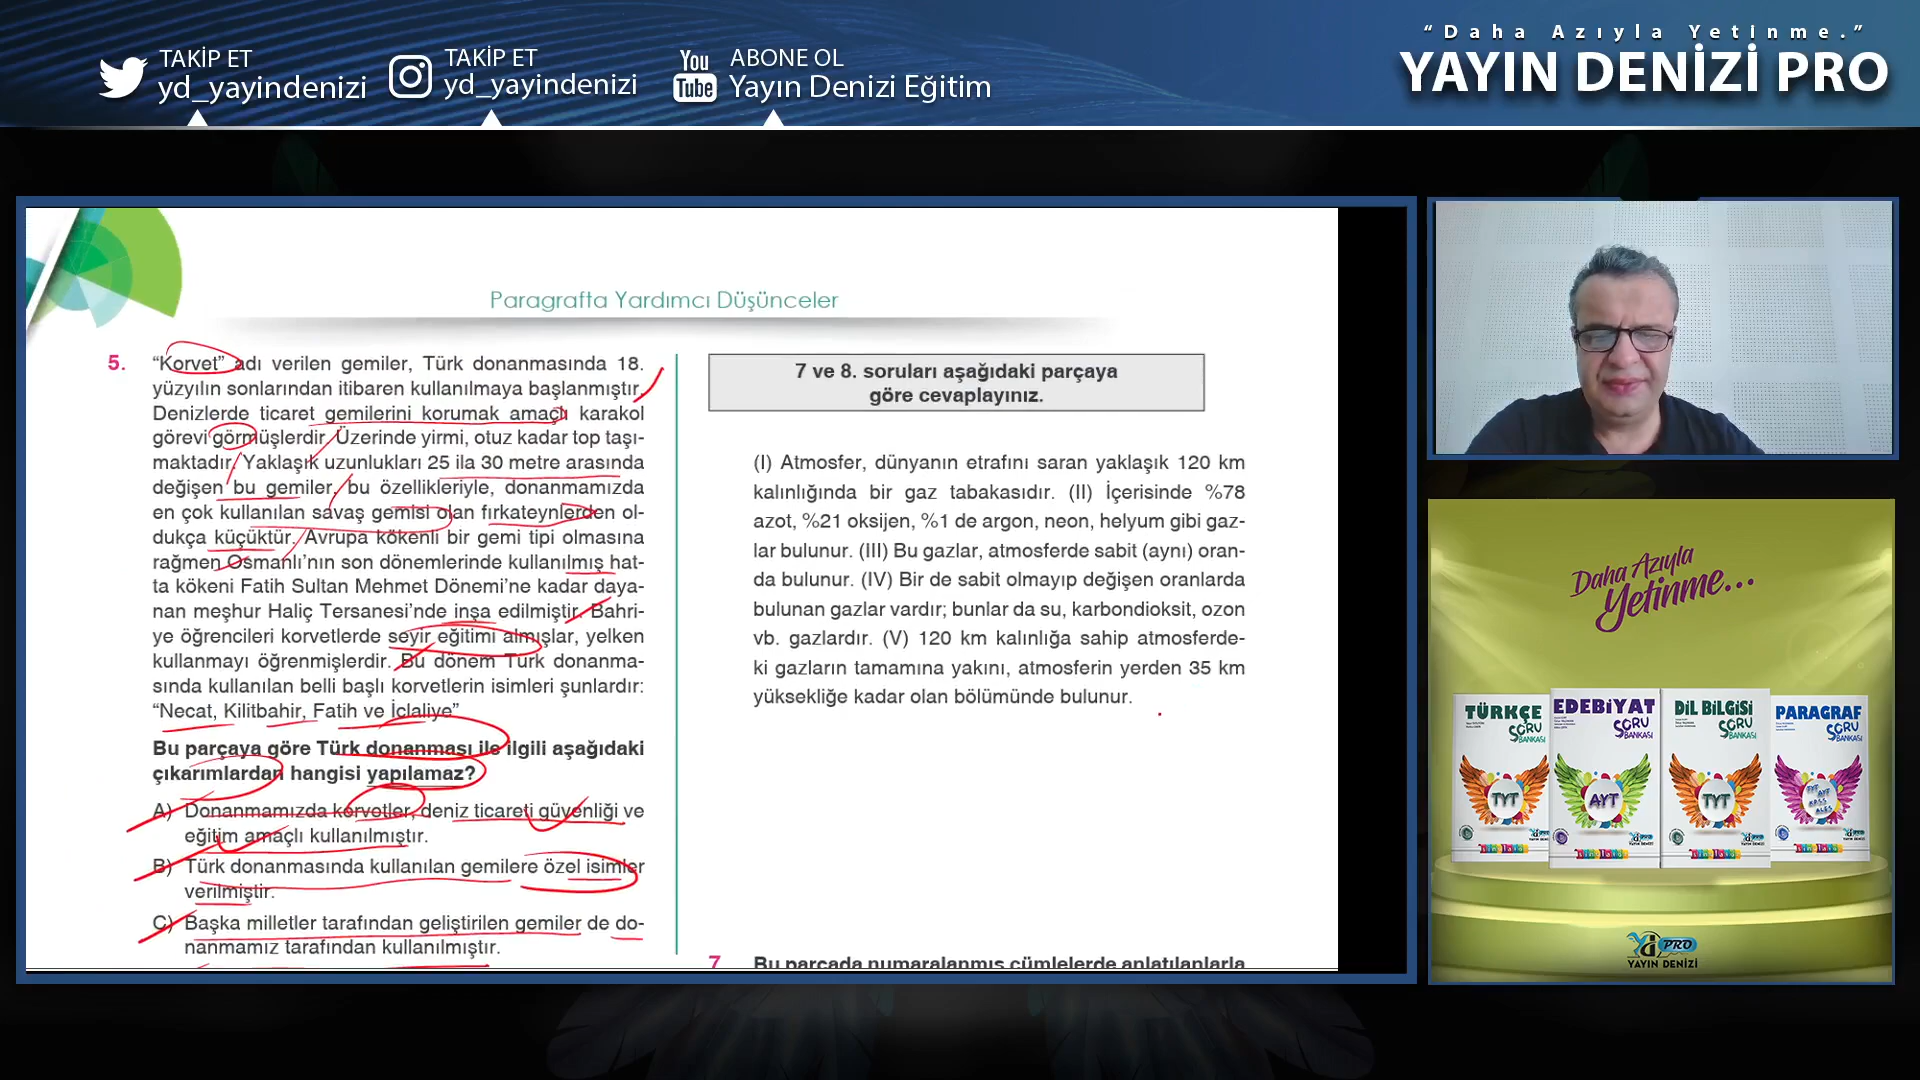 TAKİP ET
yd_yayindenizi
TAKİP ET
yd_yayindenizi
You
Tube
ABONE OL
Yayın Denizi Eğitim
“Daha Azıyla Yetinme.”
YAYIN DENİZİ PRO
Paragrafta Yardımcı Düşünceler
5. “Korvet” adı verilen gemiler, Türk donanmasında 18.
yüzyılın sonlarından itibaren kullanılmaya başlanmıştır.
Denizlerde ticaret gemilerini korumak amaçlı karakol
görevi görmüşlerdir. Üzerinde yirmi, otuz kadar top taşı-
maktadır. Yaklaşık uzunlukları 25 ila 30 metre arasında
değişen bu gemiler, bu özellikleriyle, donanmamızda
en çok kullanılan savaş gemisi olan fırkateynlerden ol-
dukça küçüktür. Avrupa kökenli bir gemi tipi olmasına
rağmen Osmanlı’nın son dönemlerinde kullanılmış hat-
ta kökeni Fatih Sultan Mehmet Dönemi’ne kadar daya-
nan meşhur Haliç Tersanesi’nde inşa edilmiştir. Bahri-
ye öğrencileri korvetlerde seyir eğitimi almışlar, yelken
kullanmayı öğrenmişlerdir. Bu dönem Türk donanma-
sında kullanılan belli başlı korvetlerin isimleri şunlardır:
“Necat, Kilitbahir, Fatih ve İclaliye”
Bu parçaya göre Türk donanması ile ilgili aşağıdaki
çıkarımlardan hangisi yapılamaz?
A) Donanmamızda korvetler, deniz ticareti güvenliği ve
eğitim amaçlı kullanılmıştır.
B) Türk donanmasında kullanılan gemilere özel isimler
verilmiştir.
C) Başka milletler tarafından geliştirilen gemiler de do-
nanmamız tarafından kullanılmıştır.
7 ve 8. soruları aşağıdaki parçaya
göre cevaplayınız.
(I) Atmosfer, dünyanın etrafını saran yaklaşık 120 km
kalınlığında bir gaz tabakasıdır. (II) İçerisinde %78
azot, %21 oksijen, %1 de argon, neon, helyum gibi gaz-
lar bulunur. (III) Bu gazlar, atmosferde sabit (aynı) oran-
da bulunur. (IV) Bir de sabit olmayıp değişen oranlarda
bulunan gazlar vardır; bunlar da su, karbondioksit, ozon
vb. gazlardır. (V) 120 km kalınlığa sahip atmosferde-
ki gazların tamamına yakını, atmosferin yerden 35 km
yüksekliğe kadar olan bölümünde bulunur.
7 Bu parçada numaralanmış cümlelerde anlatılanlarla
Daha Azıyla
Yetinme...
TÜRKÇE
SORU
BANKASI
TYT
EDEBİYAT
SORU
BANKASI
AYT
DİL BİLGİSİ
SORU
BANKASI
TYT
PARAGRAF
SORU
BANKASI
PRO
YAYIN DENİZİ